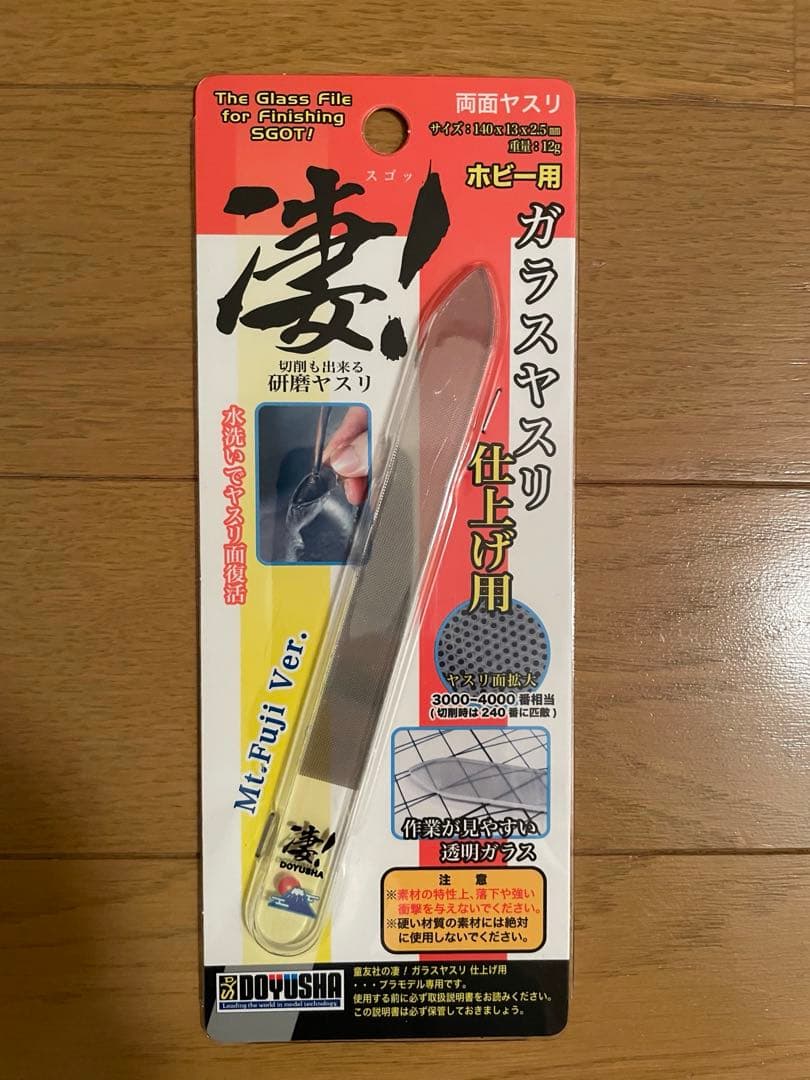 The Glass File
for Finishing
SGOT!
両面ヤスリ
サイズ:140x13x2.5㎜
重量:12g
ホビー用
スゴッ
凄!
切削も出来る
研磨ヤスリ
ガラスヤスリ
仕上げ用
水洗いでヤスリ面復活
Mt.Fuji Ver.
ヤスリ面拡大
3000-4000番相当
(切削時は240番に匹敵)
作業が見やすい
透明ガラス
凄!
DOYUSHA
注 意
※素材の特性上、落下や強い
衝撃を与えないでください。
※硬い材質の素材には絶対
に使用しないでください。
DOYUSHA
Leading the world in model technology.
童友社の凄!ガラスヤスリ 仕上げ用
・・・プラモデル専用です。
使用する前に必ず取扱説明書をお読みください。
この説明書は必ず保管しておきましょう。